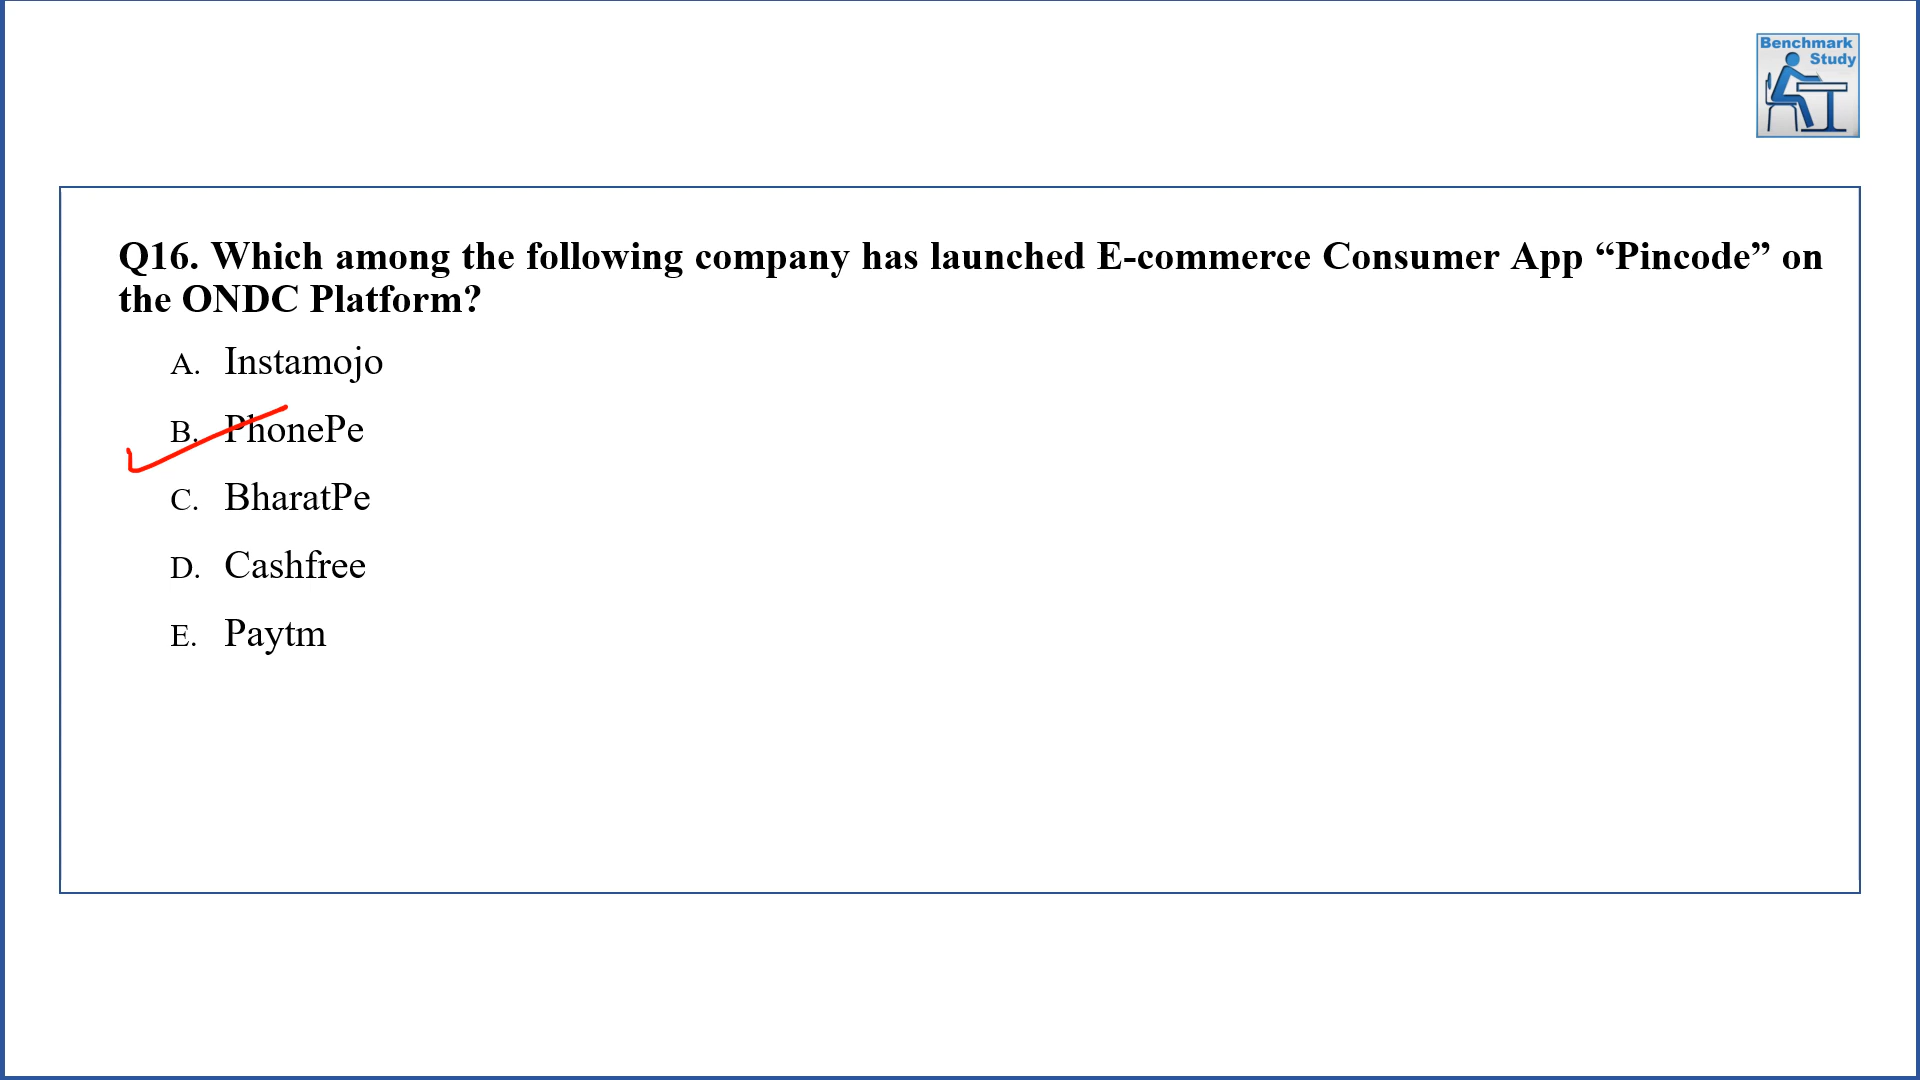 Benchmark
Study
Q16. Which among the following company has launched E-commerce Consumer App “Pincode” on
the ONDC Platform?
A. Instamojo
B. PhonePe
C. BharatPe
D. Cashfree
E. Paytm